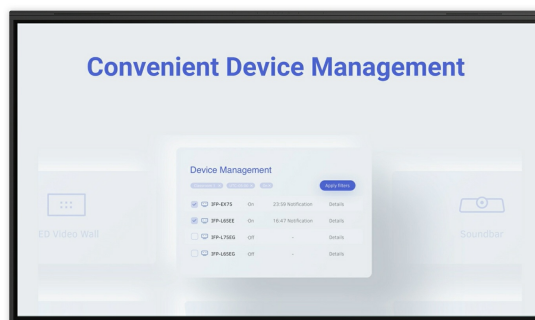 Convenient Device Management
Device Management
Apply Filters
IFP-EX75 On 23:59 Notification Details
IFP-L65EE On 16:47 Notification Details
IFP-L75EG Off – Details
IFP-L65EG Off – Details
Video Wall
Soundbar